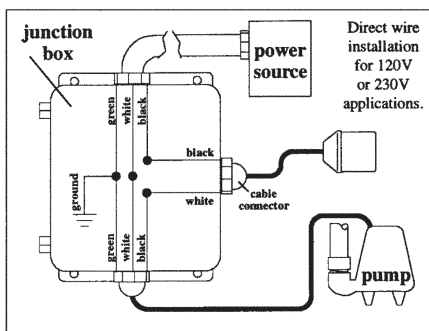 junction
box
power
source
Direct wire
installation
for 120V
or 230V
applications.
green
white
black
black
ground
white
cable
connector
green
white
black
pump